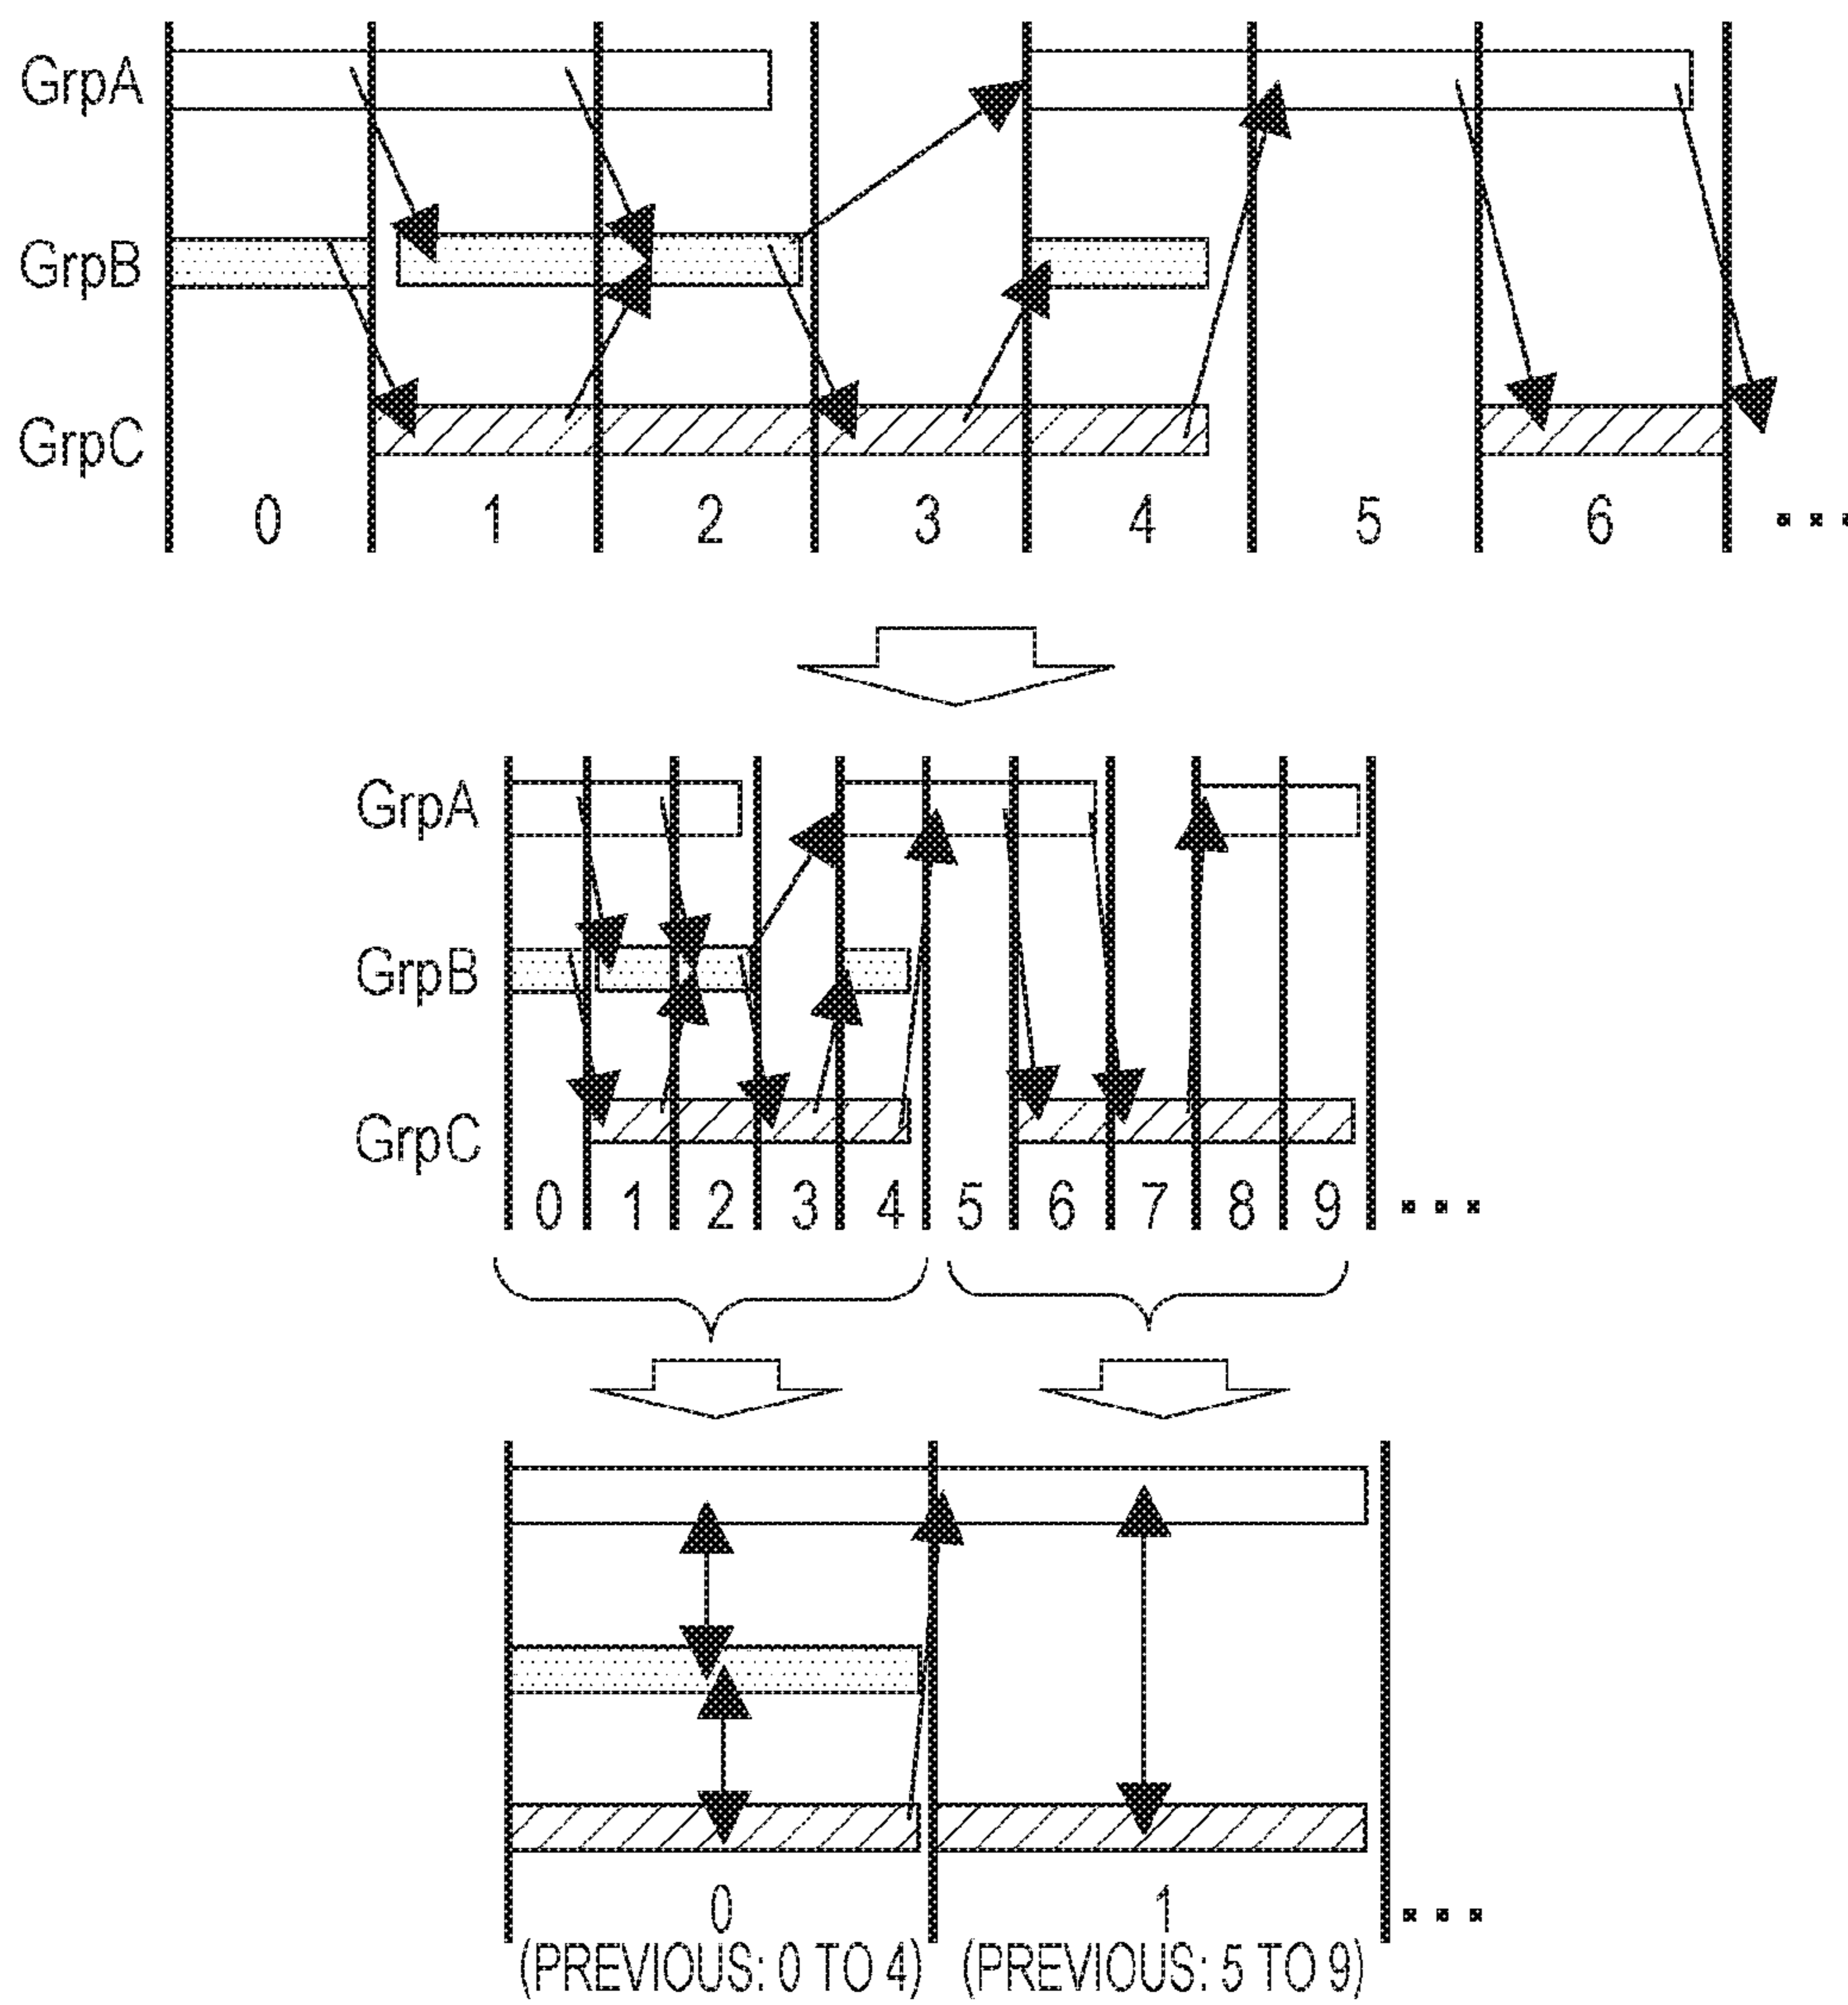 GrpA
GrpB
GrpC
0 1 2 3 4 5 6 ...
GrpA
GrpB
GrpC
0 1 2 3 4 5 6 7 8 9 ...
0 1 ...
(PREVIOUS: 0 TO 4) (PREVIOUS: 5 TO 9)